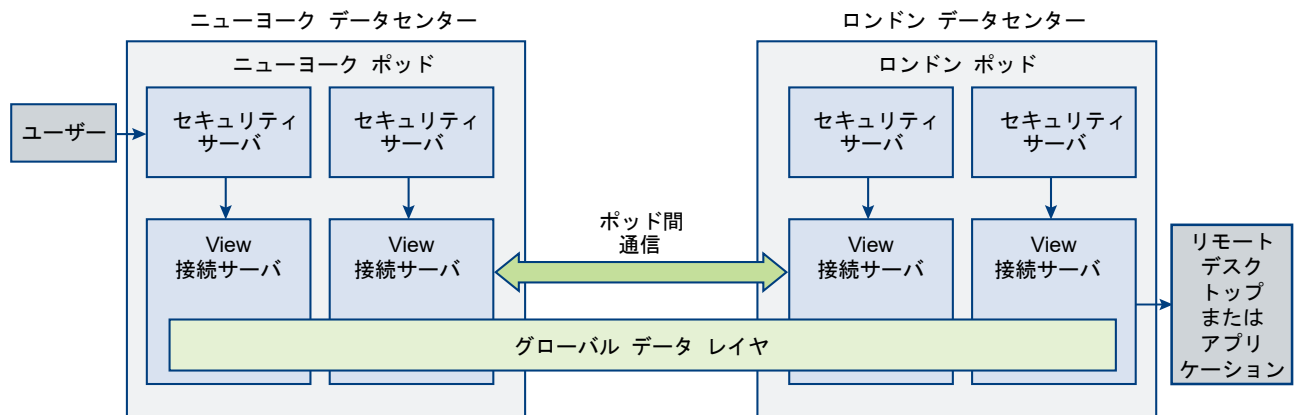 ニューヨーク データセンター
ロンドン データセンター
ニューヨーク ポッド
ロンドン ポッド
ユーザー
セキュリティ
サーバ
セキュリティ
サーバ
セキュリティ
サーバ
セキュリティ
サーバ
View
接続サーバ
View
接続サーバ
ポッド間
通信
View
接続サーバ
View
接続サーバ
リモート
デスク
トップ
または
アプリ
ケーション
グローバル データ レイヤ